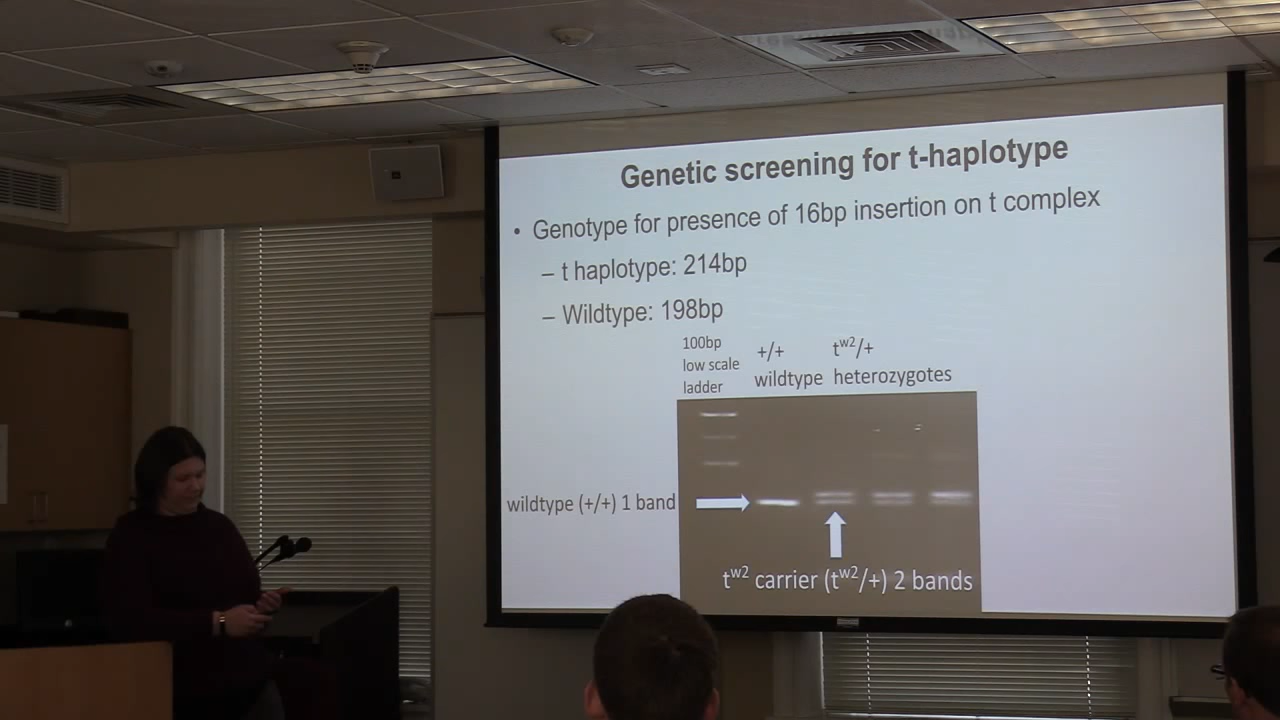 Genetic screening for t-haplotype
• Genotype for presence of 16bp insertion on t complex
– t haplotype: 214bp
– Wildtype: 198bp
100bp
low scale
ladder
+/+
wildtype
tw2/+
heterozygotes
wildtype (+/+) 1 band
tw2 carrier (tw2/+) 2 bands